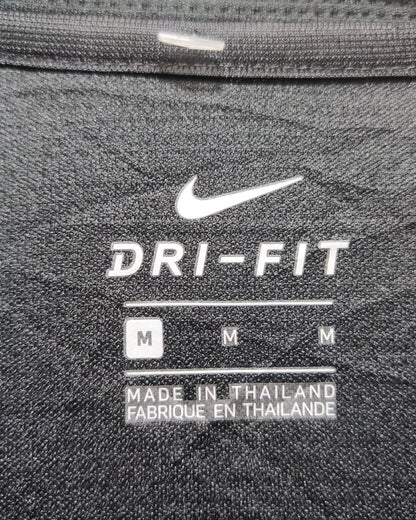 DRI-FIT
M M M
MADE IN THAILAND
FABRIQUE EN THAILANDE